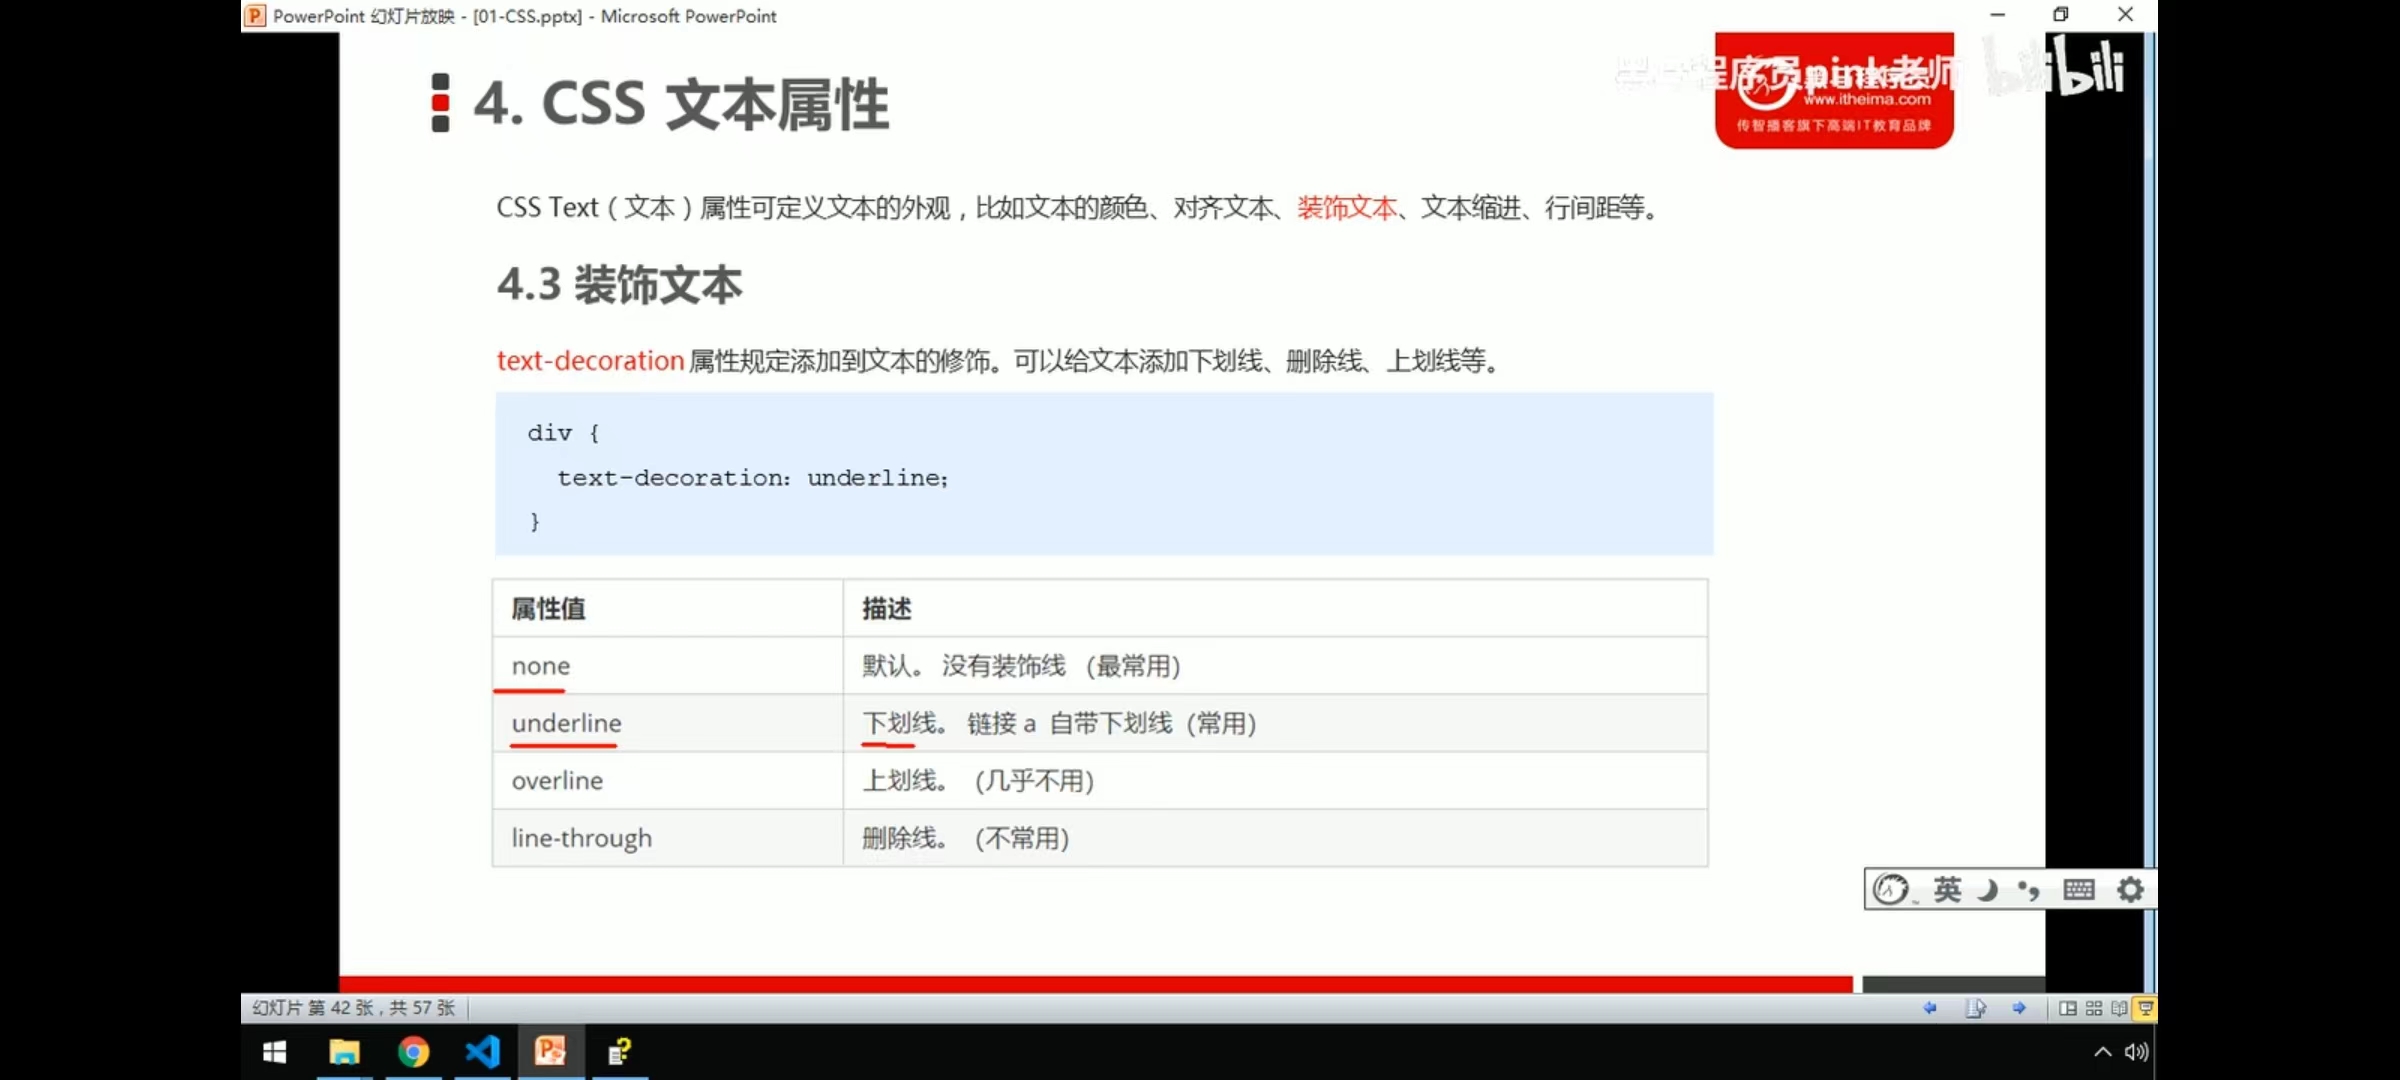 PowerPoint 幻灯片放映 - [01-CSS.pptx] - Microsoft PowerPoint
程序员pink老师
bilibili
www.itheima.com
传智播客旗下高端IT教育品牌
4. CSS 文本属性
CSS Text（文本）属性可定义文本的外观，比如文本的颜色、对齐文本、装饰文本、文本缩进、行间距等。
4.3 装饰文本
text-decoration 属性规定添加到文本的修饰。可以给文本添加下划线、删除线、上划线等。
div {
text-decoration：underline；
}
属性值 描述
none 默认。 没有装饰线 (最常用)
underline 下划线。 链接 a 自带下划线 (常用)
overline 上划线。 (几乎不用)
line-through 删除线。 (不常用)
英
幻灯片 第 42 张，共 57 张